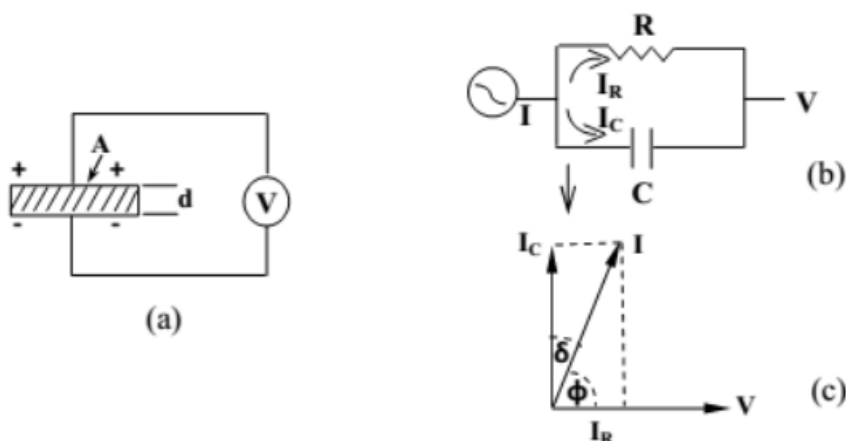 A
+ +
d
- -
V
(a)
R
I_R
I
I_C
V
C
(b)
I_C
I
δ
ϕ
V
I_R
(c)